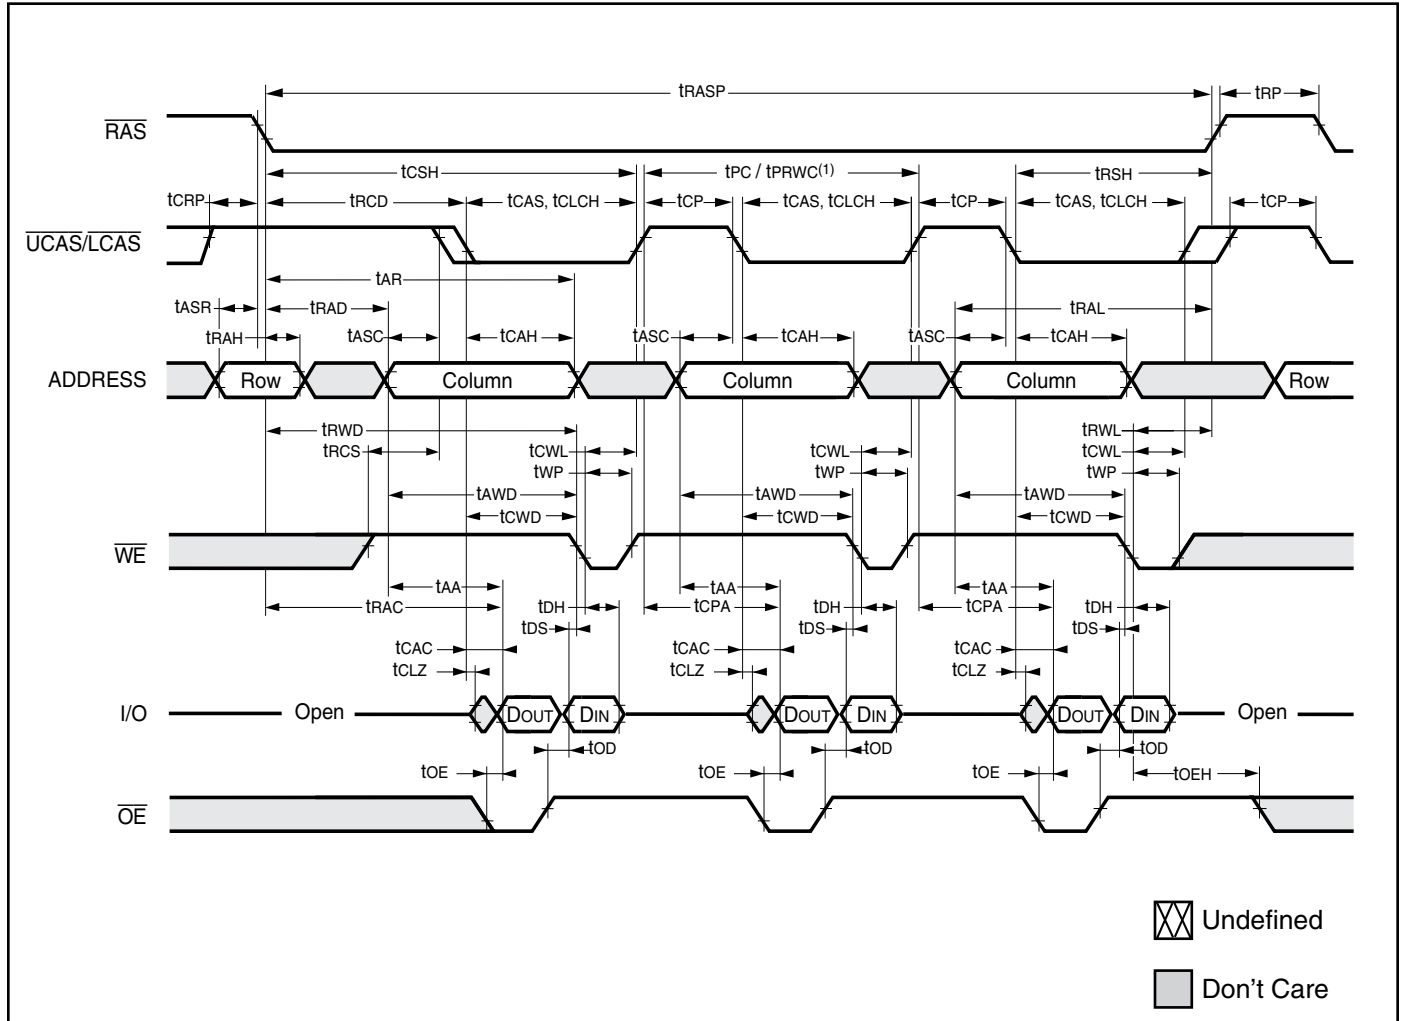 tRASP
tRP
RAS
tCSH
tPC / tPRWC(1)
tRSH
tCRP
tRCD
tCAS, tCLCH
tCP
tCAS, tCLCH
tCP
tCAS, tCLCH
tCP
UCAS/LCAS
tAR
tASR
tRAD
tRAL
tRAH
tASC
tCAH
tASC
tCAH
tASC
tCAH
ADDRESS
Row
Column
Column
Column
Row
tRWD
tRWL
tRCS
tCWL
tCWL
tCWL
tWP
tWP
tWP
tAWD
tAWD
tAWD
tCWD
tCWD
tCWD
WE
tAA
tAA
tAA
tRAC
tDH
tCPA
tDH
tCPA
tDH
tDS
tDS
tDS
tCAC
tCAC
tCAC
tCLZ
tCLZ
tCLZ
I/O
Open
DOUT
DIN
DOUT
DIN
DOUT
DIN
Open
tOD
tOD
tOD
tOE
tOE
tOE
tOEH
OE
Undefined
Don't Care